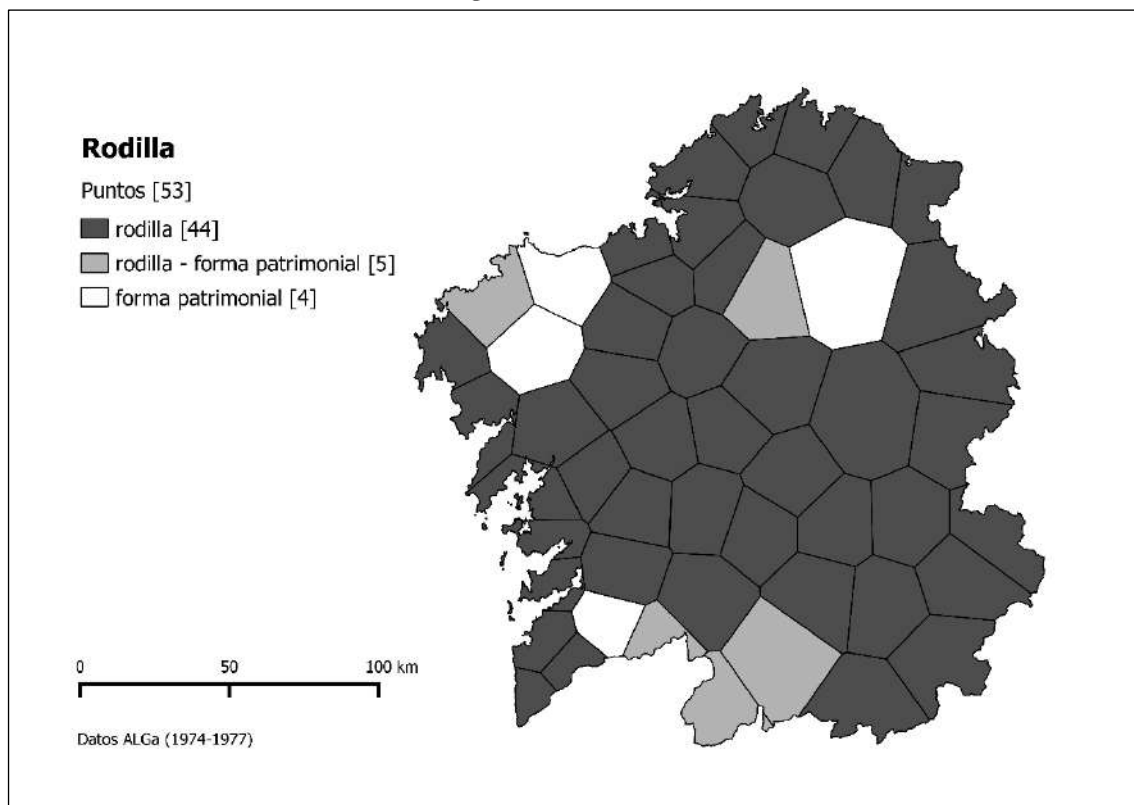 Rodilla
Puntos [53]
rodilla [44]
rodilla - forma patrimonial [5]
forma patrimonial [4]
0 50 100 km
Datos ALGa (1974-1977)